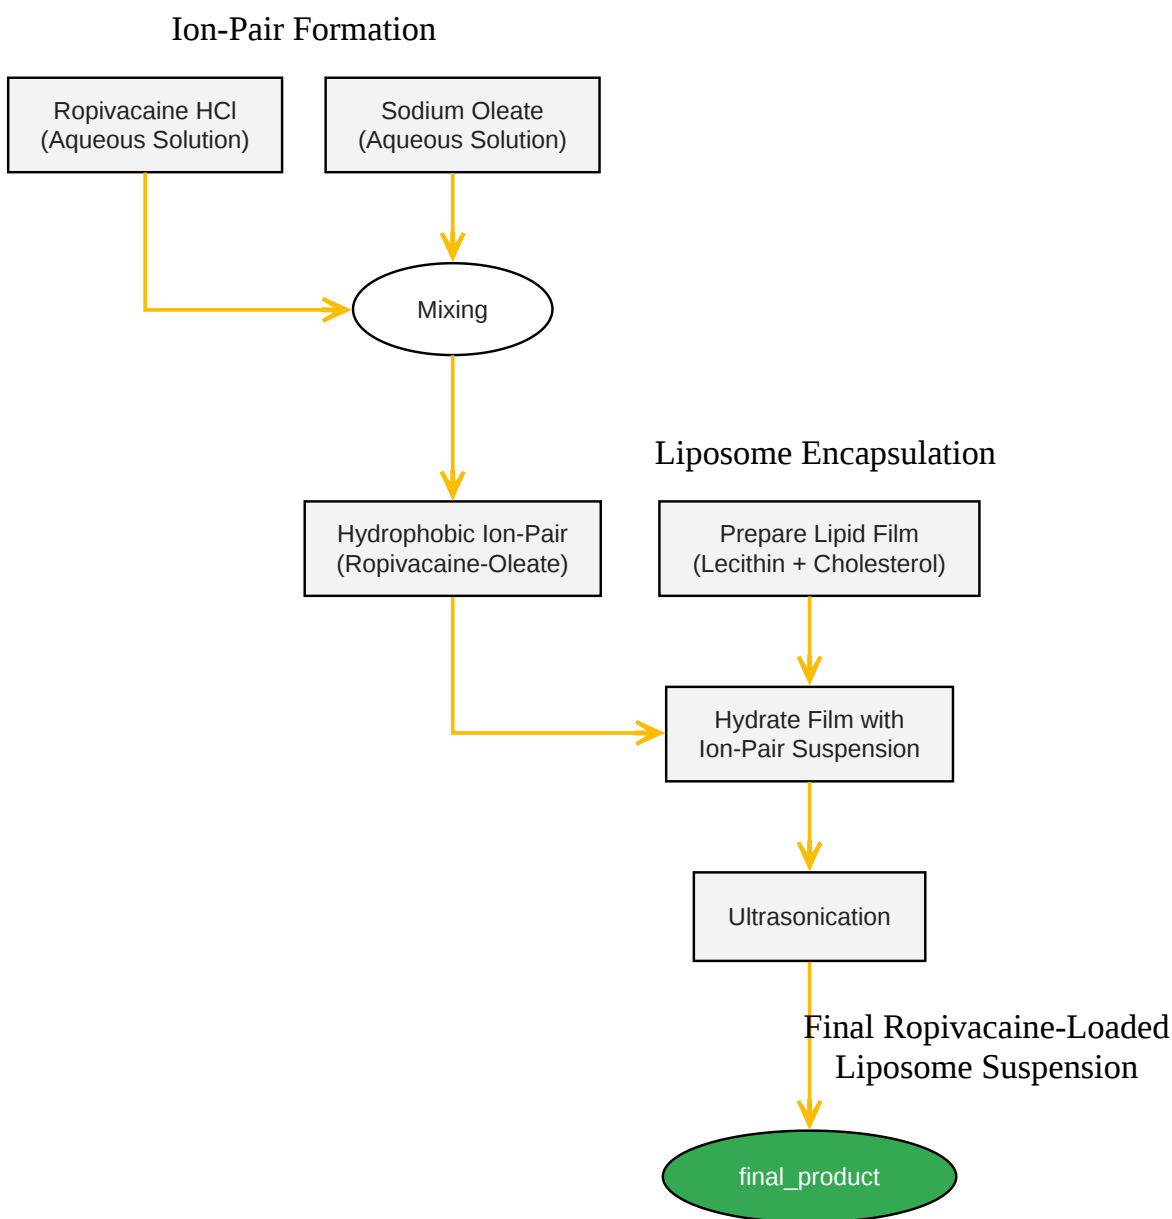 Ion-Pair Formation
Ropivacaine HCl
(Aqueous Solution)
Sodium Oleate
(Aqueous Solution)
Mixing
Liposome Encapsulation
Hydrophobic Ion-Pair
(Ropivacaine-Oleate)
Prepare Lipid Film
(Lecithin + Cholesterol)
Hydrate Film with
Ion-Pair Suspension
Ultrasonication
Final Ropivacaine-Loaded
Liposome Suspension
final_product